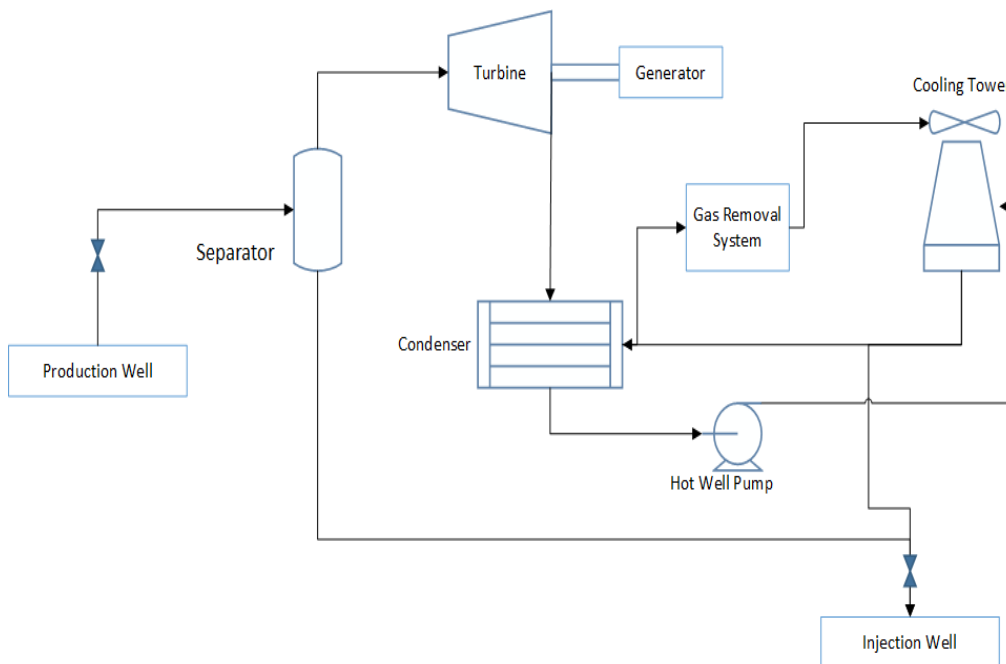 Turbine
Generator
Cooling Towe
Gas Removal
System
Separator
Condenser
Production Well
Hot Well Pump
Injection Well